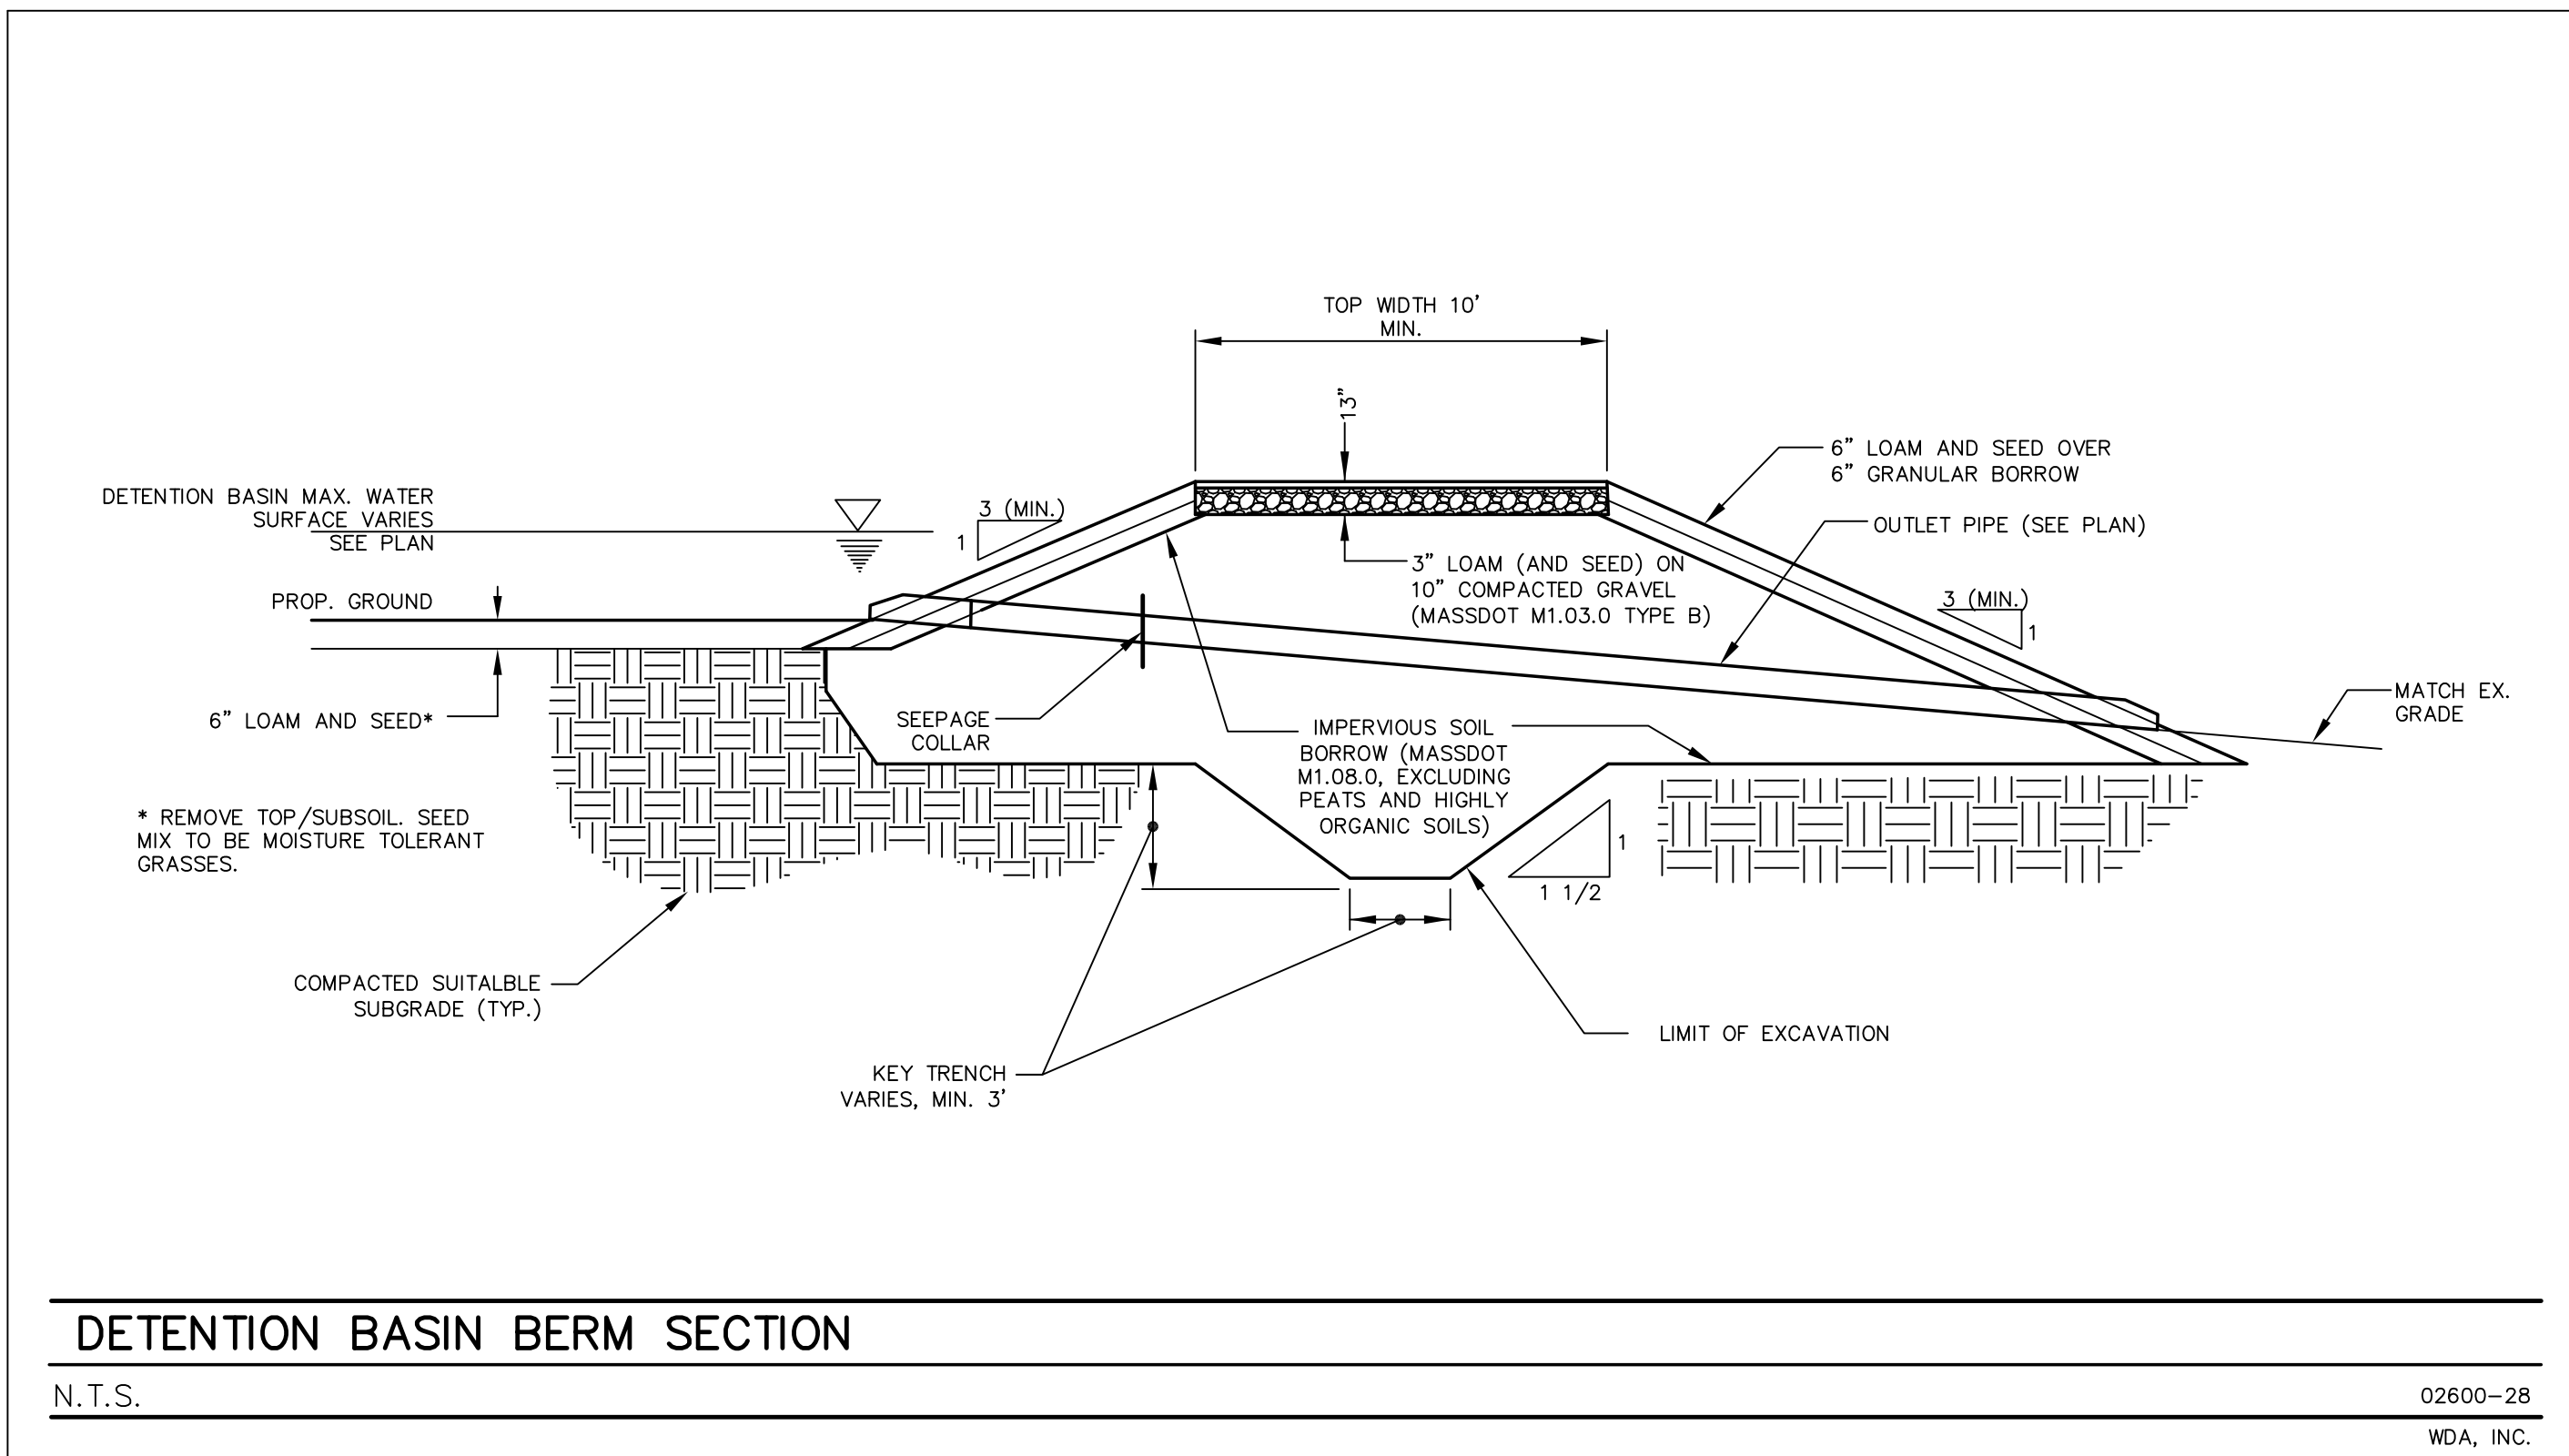 TOP WIDTH 10'
MIN.
13"
6" LOAM AND SEED OVER
6" GRANULAR BORROW
DETENTION BASIN MAX. WATER
SURFACE VARIES
SEE PLAN
3 (MIN.)
1
OUTLET PIPE (SEE PLAN)
3" LOAM (AND SEED) ON
10" COMPACTED GRAVEL
(MASSDOT M1.03.0 TYPE B)
PROP. GROUND
3 (MIN.)
1
6" LOAM AND SEED*
SEEPAGE
COLLAR
IMPERVIOUS SOIL
BORROW (MASSDOT
M1.08.0, EXCLUDING
PEATS AND HIGHLY
ORGANIC SOILS)
MATCH EX.
GRADE
* REMOVE TOP/SUBSOIL. SEED
MIX TO BE MOISTURE TOLERANT
GRASSES.
1
1 1/2
COMPACTED SUITALBLE
SUBGRADE (TYP.)
LIMIT OF EXCAVATION
KEY TRENCH
VARIES, MIN. 3'
DETENTION BASIN BERM SECTION
N.T.S.
02600-28
WDA, INC.